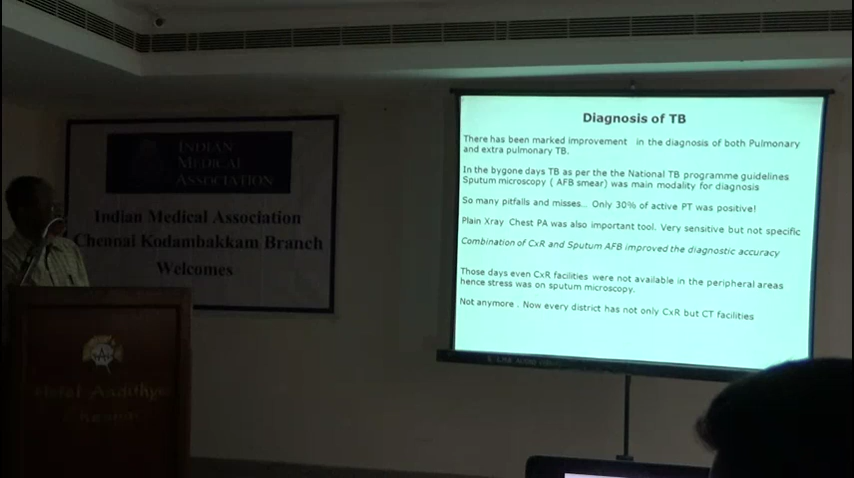 INDIAN
MEDICAL
ASSOCIATION
Indian Medical Association
Chennai Kodambakkam Branch
Welcomes
Hotel Aadithya
Diagnosis of TB
There has been marked improvement in the diagnosis of both Pulmonary
and extra pulmonary TB.
In the bygone days TB as per the the National TB programme guidelines
Sputum microscopy ( AFB smear) was main modality for diagnosis
So many pitfalls and misses... Only 30% of active PT was positive!
Plain Xray Chest PA was also important tool. Very sensitive but not specific
Combination of CxR and Sputum AFB improved the diagnostic accuracy
Those days even CxR facilities were not available in the peripheral areas
hence stress was on sputum microscopy.
Not anymore . Now every district has not only CxR but CT facilities